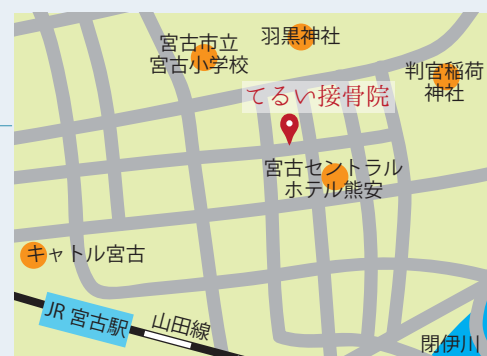 宮古市立
宮古小学校
羽黒神社
判官稲荷
神社
てるい接骨院
宮古セントラル
ホテル熊安
キャトル宮古
JR 宮古駅
山田線
閉伊川